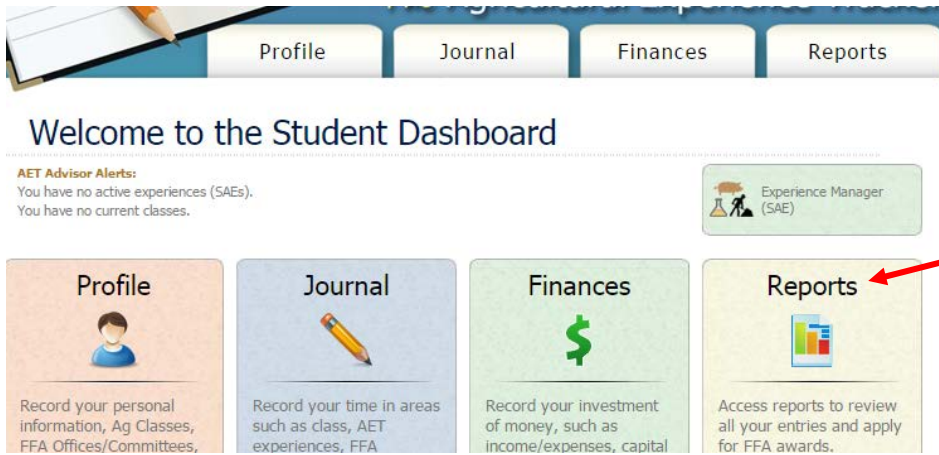 Profile
Journal
Finances
Reports
Welcome to the Student Dashboard
AET Advisor Alerts:
You have no active experiences (SAEs).
You have no current classes.
Experience Manager
(SAE)
Profile
Record your personal
information, Ag Classes,
FFA Offices/Committees,
Journal
Record your time in areas
such as class, AET
experiences, FFA
Finances
Record your investment
of money, such as
income/expenses, capital
Reports
Access reports to review
all your entries and apply
for FFA awards.